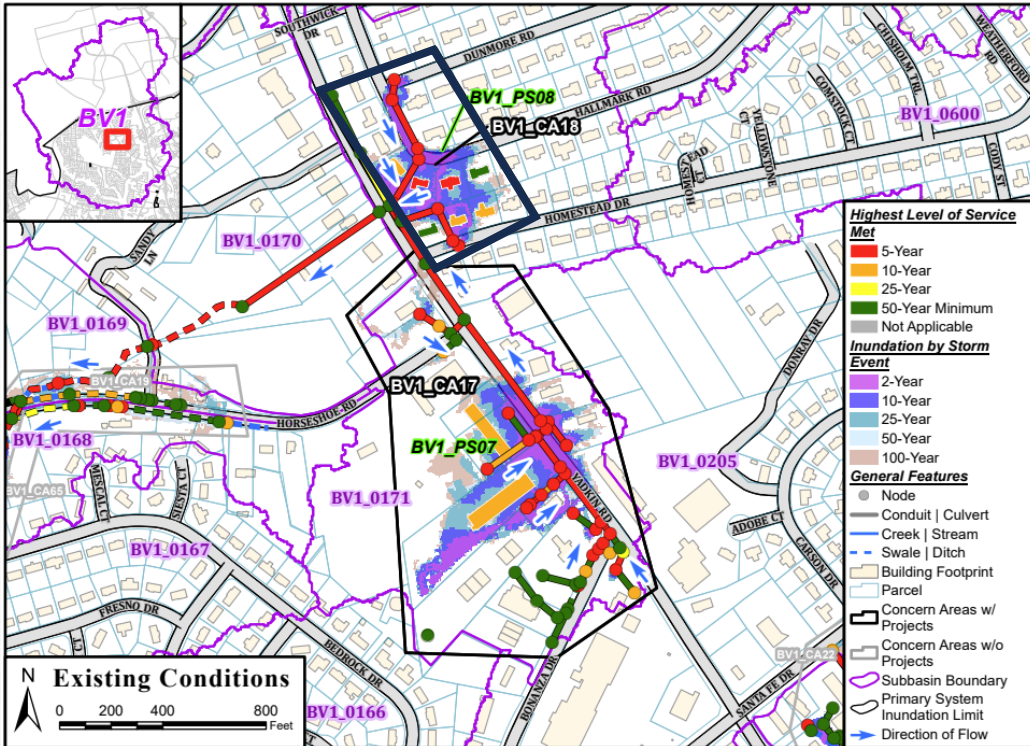 BV1
SOUTHWICK
DR
DUNMORE RD
HALLMARK RD
CHISHOLM TRL
WEATHERFORD
RD
COMSTOCK CT
YELLOWSTONE
CT
HOMESTEAD
CT
CODY ST
HOMESTEAD DR
BV1_PS08
BV1_CA18
BV1_0600
BV1_0170
SANDY
LN
BV1_0169
BV1_CA19
BV1_CA17
HORSESHOE RD
BV1_0168
BV1_PS07
DONRAY DR
BV1_0205
BV1_0171
YADKIN RD
BV1_CA65
MESCAL CT
MESTA CT
BV1_0167
ADOBE CT
CARSON DR
FRESNO DR
CT
BEDROCK DR
BONANZA DR
BV1_CA22
SANTA FE DR
BV1_0166
N
Existing Conditions
0 200 400 800
Feet
Highest Level of Service
Met
5-Year
10-Year
25-Year
50-Year Minimum
Not Applicable
Inundation by Storm
Event
2-Year
10-Year
25-Year
50-Year
100-Year
General Features
Node
Conduit | Culvert
Creek | Stream
Swale | Ditch
Building Footprint
Parcel
Concern Areas w/
Projects
Concern Areas w/o
Projects
Subbasin Boundary
Primary System
Inundation Limit
Direction of Flow